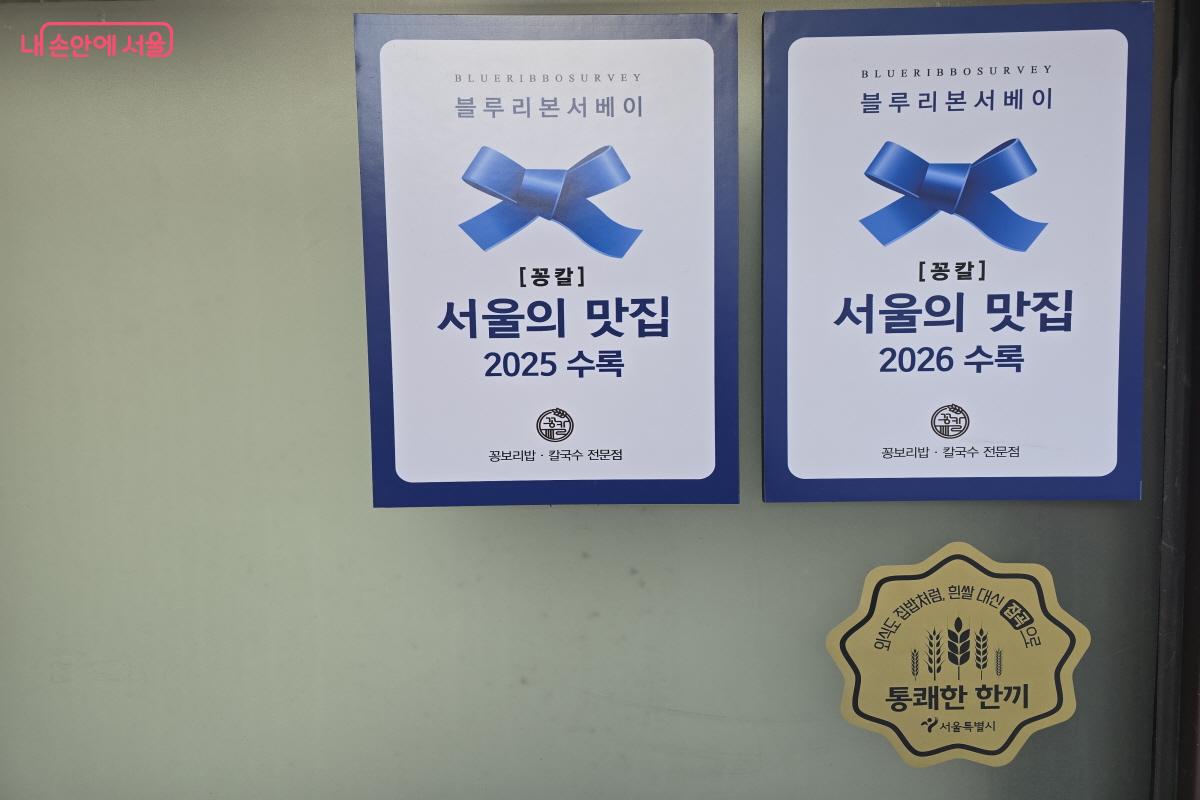 내 손안에 서울
BLUERIBBOSURVEY
블루리본서베이
[꽁칼]
서울의 맛집
2025 수록
꽁칼
꽁보리밥 · 칼국수 전문점
BLUERIBBOSURVEY
블루리본서베이
[꽁칼]
서울의 맛집
2026 수록
꽁칼
꽁보리밥 · 칼국수 전문점
외식도 집밥처럼, 흰쌀 대신 잡곡으로
통쾌한 한끼
서울특별시